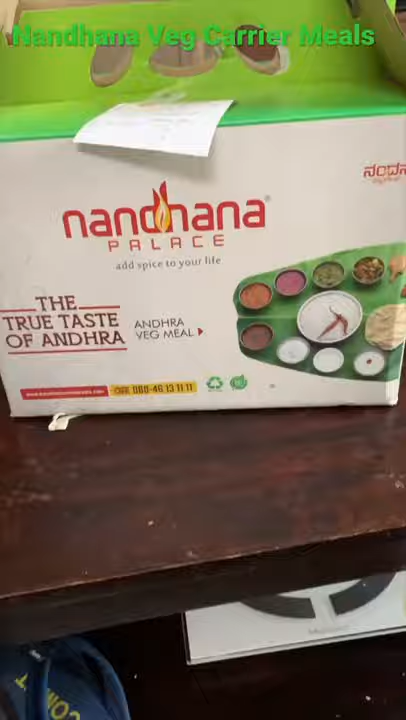 Nandhana Veg Carrier Meals
ನಂದನ
nandhana®
PALACE
add spice to your life
THE
TRUE TASTE
OF ANDHRA
ANDHRA
VEG MEAL
080-46 13 11 11